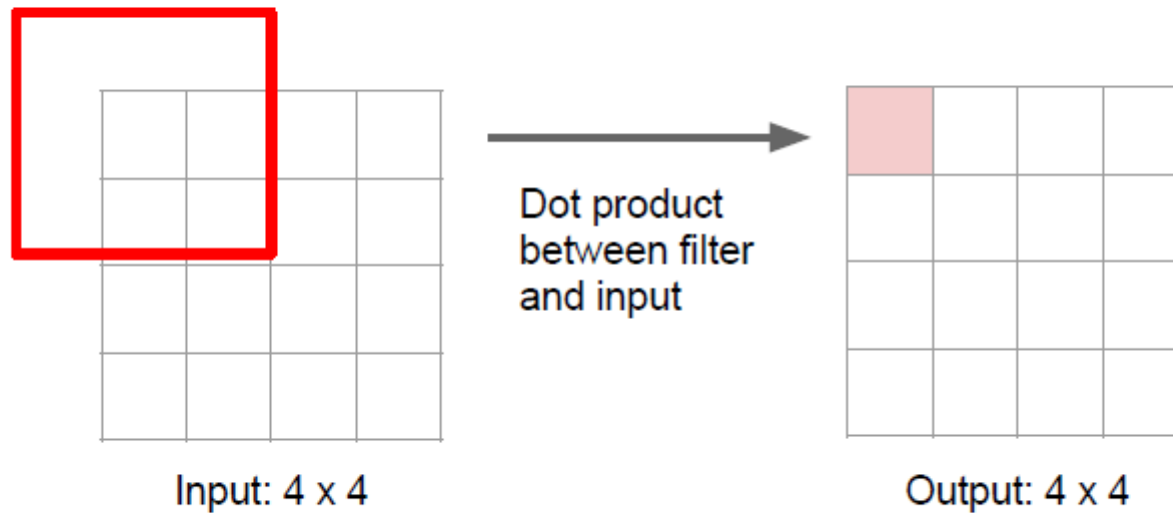 Dot product
between filter
and input
Input: 4 x 4
Output: 4 x 4